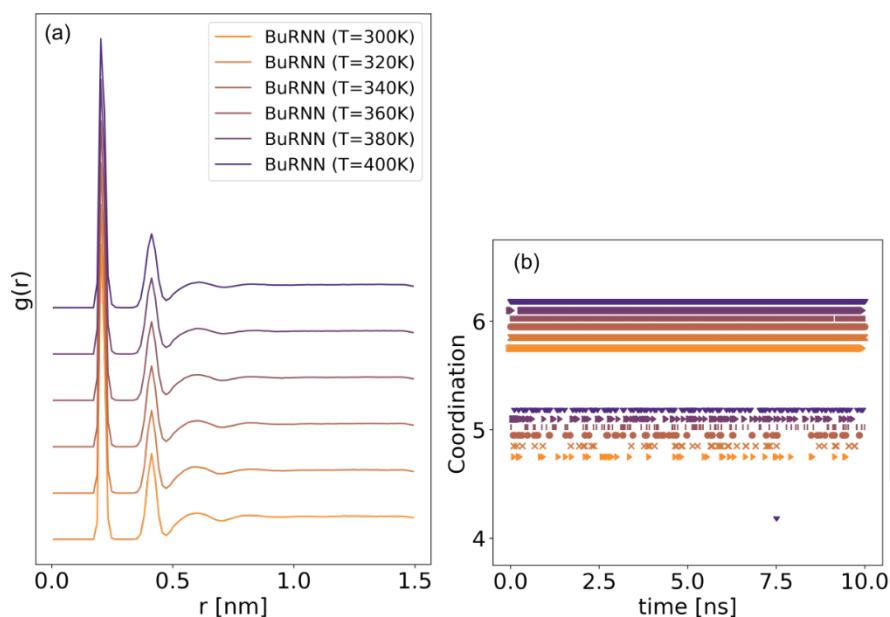 (a)
BuRNN (T=300K)
BuRNN (T=320K)
BuRNN (T=340K)
BuRNN (T=360K)
BuRNN (T=380K)
BuRNN (T=400K)
g(r)
0.0 0.5 1.0 1.5
r [nm]
(b)
6
5
4
Coordination
0.0 2.5 5.0 7.5 10.0
time [ns]